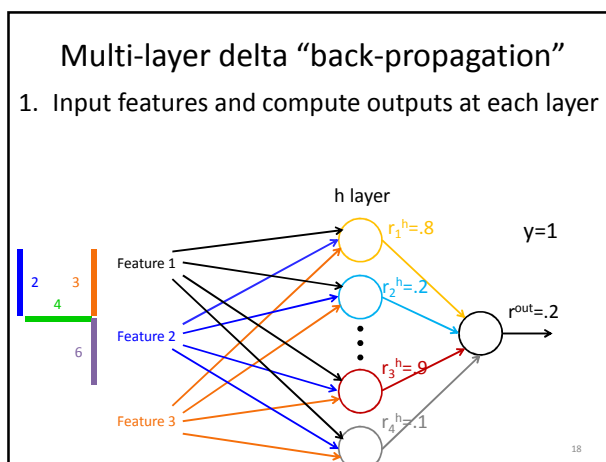 Multi-layer delta “back-propagation”
1. Input features and compute outputs at each layer
h layer
r1h=.8
y=1
2
3
Feature 1
4
r2h=.2
rout=.2
6
Feature 2
r3h=.9
Feature 3
r4h=.1
18